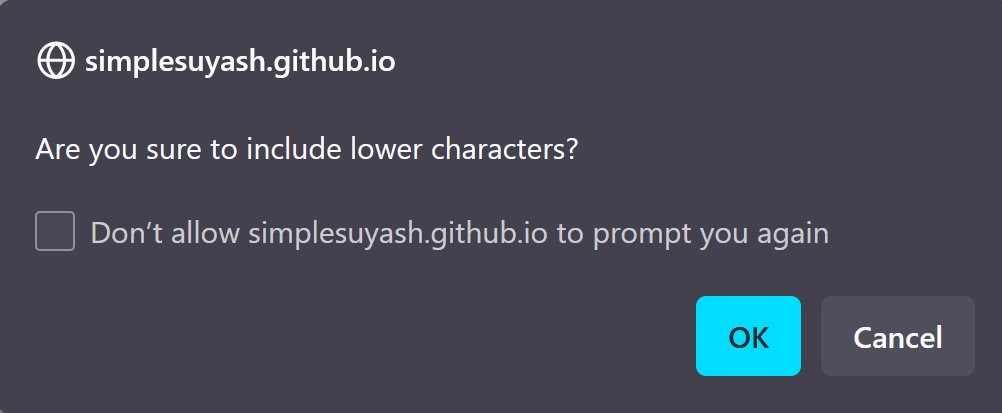 simplesuyash.github.io
Are you sure to include lower characters?
Don’t allow simplesuyash.github.io to prompt you again
OK Cancel